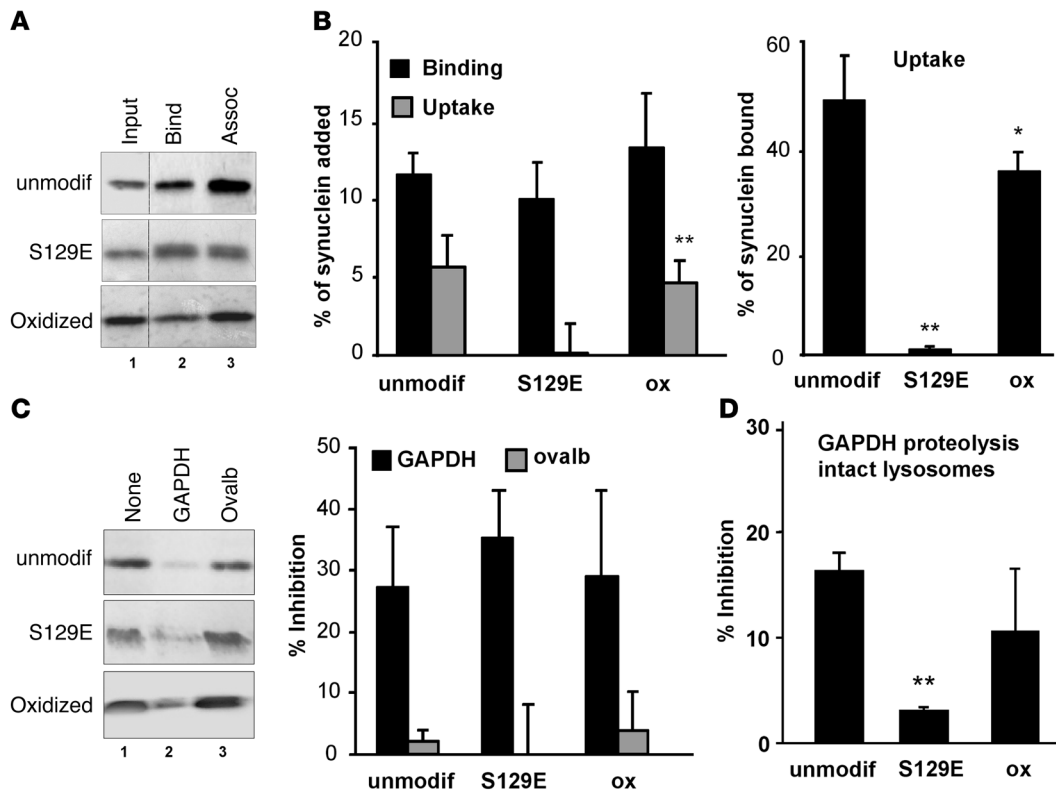 A
Input
Bind
Assoc
unmodif
S129E
Oxidized
1 2 3
B
20
15
10
5
0
% of synuclein added
Binding
Uptake
**
unmodif S129E ox
60
40
20
0
% of synuclein bound
Uptake
**
*
unmodif S129E ox
C
None
GAPDH
Ovalb
unmodif
S129E
Oxidized
1 2 3
50
40
30
20
10
0
% Inhibition
GAPDH ovalb
unmodif S129E ox
D
30
20
10
0
% Inhibition
GAPDH proteolysis
intact lysosomes
**
unmodif S129E ox